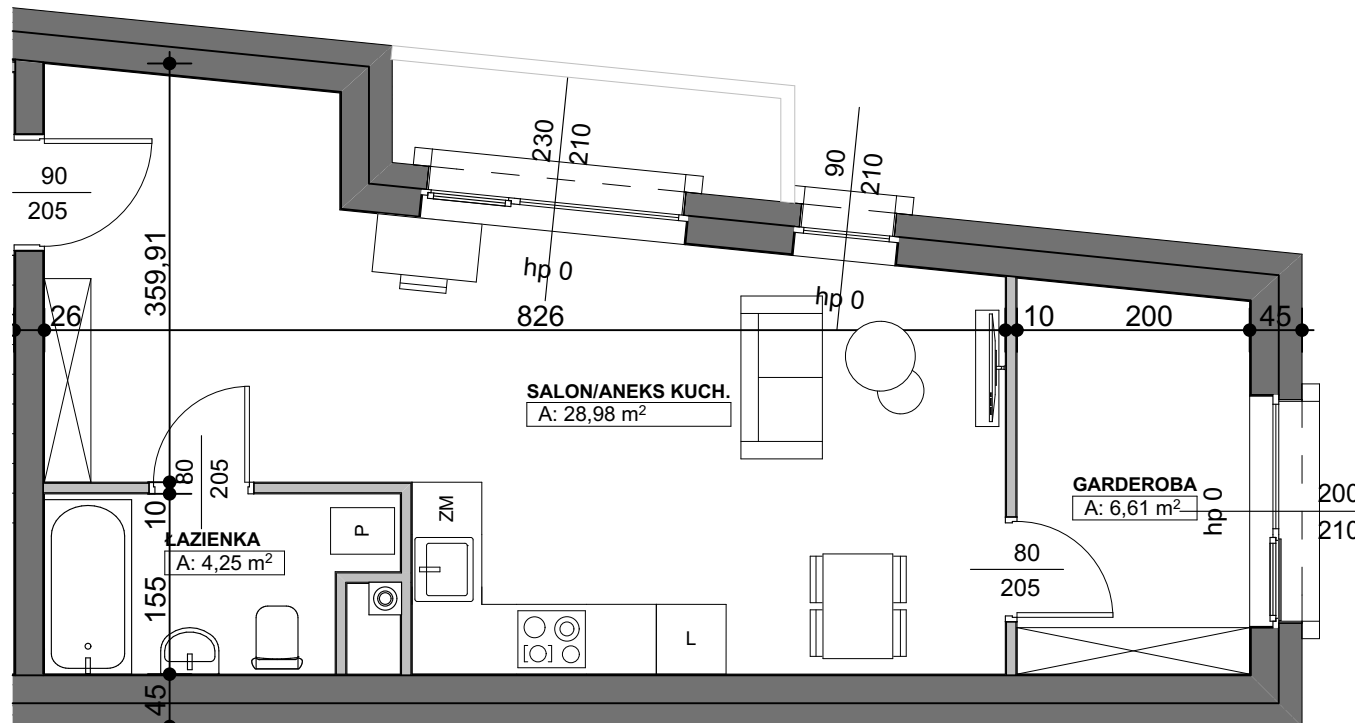 230
210
90
210
90
205
359,91
hp 0
hp 0
26
826
10
200
45
SALON/ANEKS KUCH.
A: 28,98 m²
80
205
10
ZM
GARDEROBA
A: 6,61 m²
hp 0
200
210
P
ŁAZIENKA
A: 4,25 m²
80
205
155
L
45